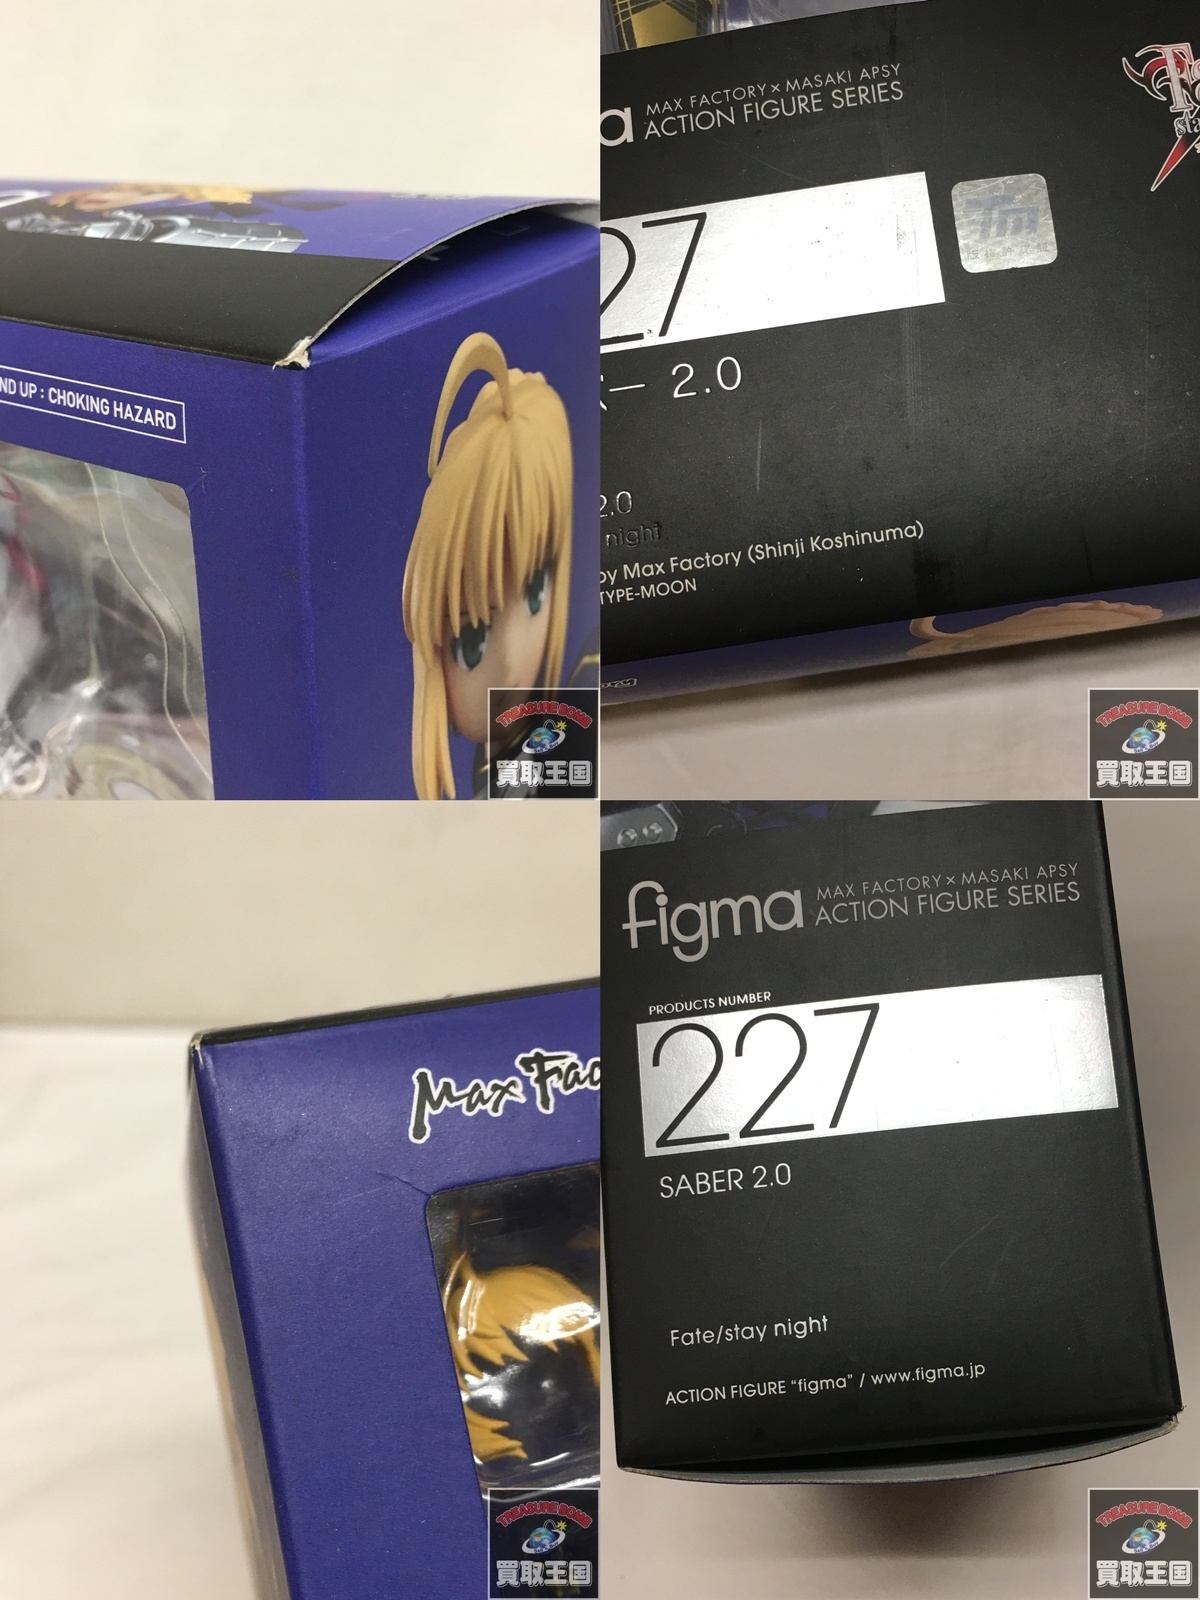 ND UP : CHOKING HAZARD
TREASURE BOMB
買取王国
a MAX FACTORY×MASAKI APSY
ACTION FIGURE SERIES
27
Tm
ー 2.0
2.0
night
by Max Factory (Shinji Koshinuma)
TYPE-MOON
TREASURE BOMB
買取王国
Max Fac
TREASURE BOMB
買取王国
figma MAX FACTORY×MASAKI APSY
ACTION FIGURE SERIES
PRODUCTS NUMBER
227
SABER 2.0
Fate/stay night
ACTION FIGURE “figma” / www.figma.jp
TREASURE BOMB
買取王国